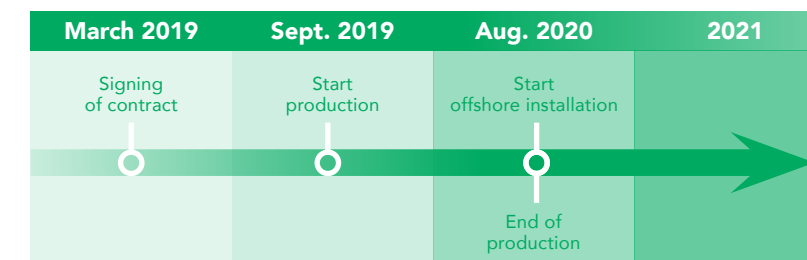 March 2019
Sept. 2019
Aug. 2020
2021
Signing
of contract
Start
production
Start
offshore installation
End of
production